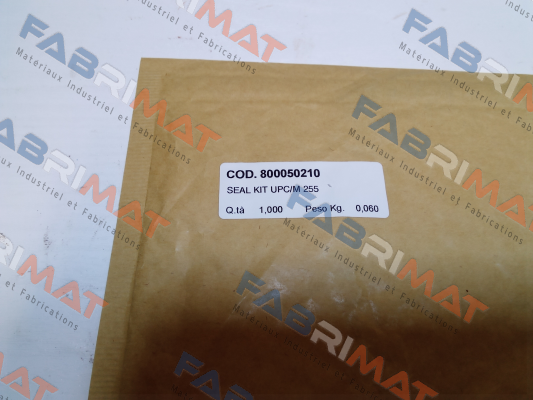 FABRIMAT
Materiaux Industriel et Fabrications
COD. 800050210
SEAL KIT UPC/M 255
Q.tà 1,000 Peso Kg. 0,060